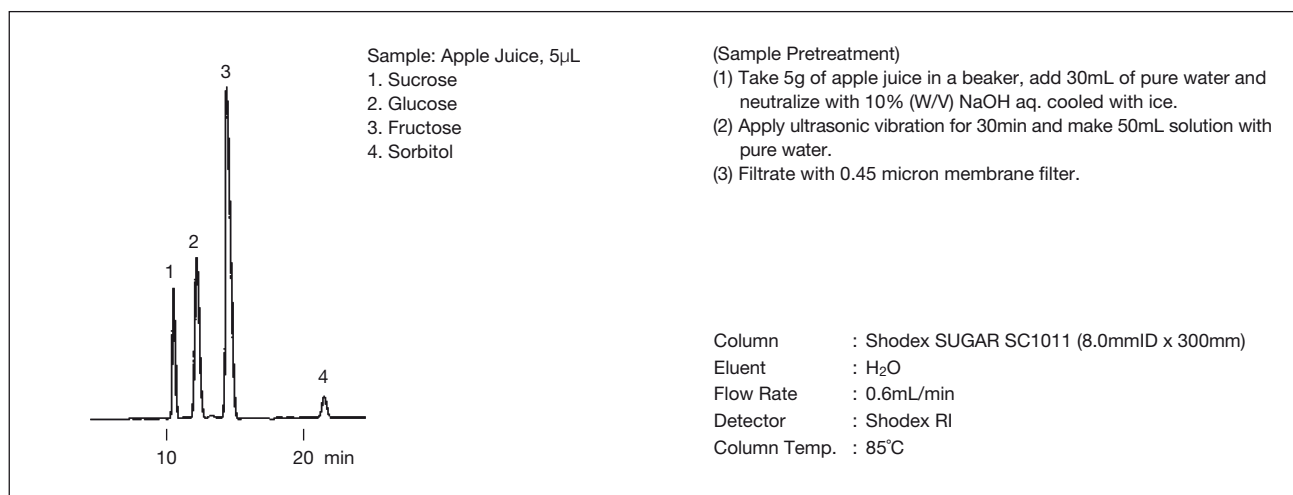 Sample: Apple Juice, 5μL
1. Sucrose
2. Glucose
3. Fructose
4. Sorbitol
3
2
1
4
10
20 min
(Sample Pretreatment)
(1) Take 5g of apple juice in a beaker, add 30mL of pure water and
neutralize with 10% (W/V) NaOH aq. cooled with ice.
(2) Apply ultrasonic vibration for 30min and make 50mL solution with
pure water.
(3) Filtrate with 0.45 micron membrane filter.
Column : Shodex SUGAR SC1011 (8.0mmID x 300mm)
Eluent : H₂O
Flow Rate : 0.6mL/min
Detector : Shodex RI
Column Temp. : 85°C